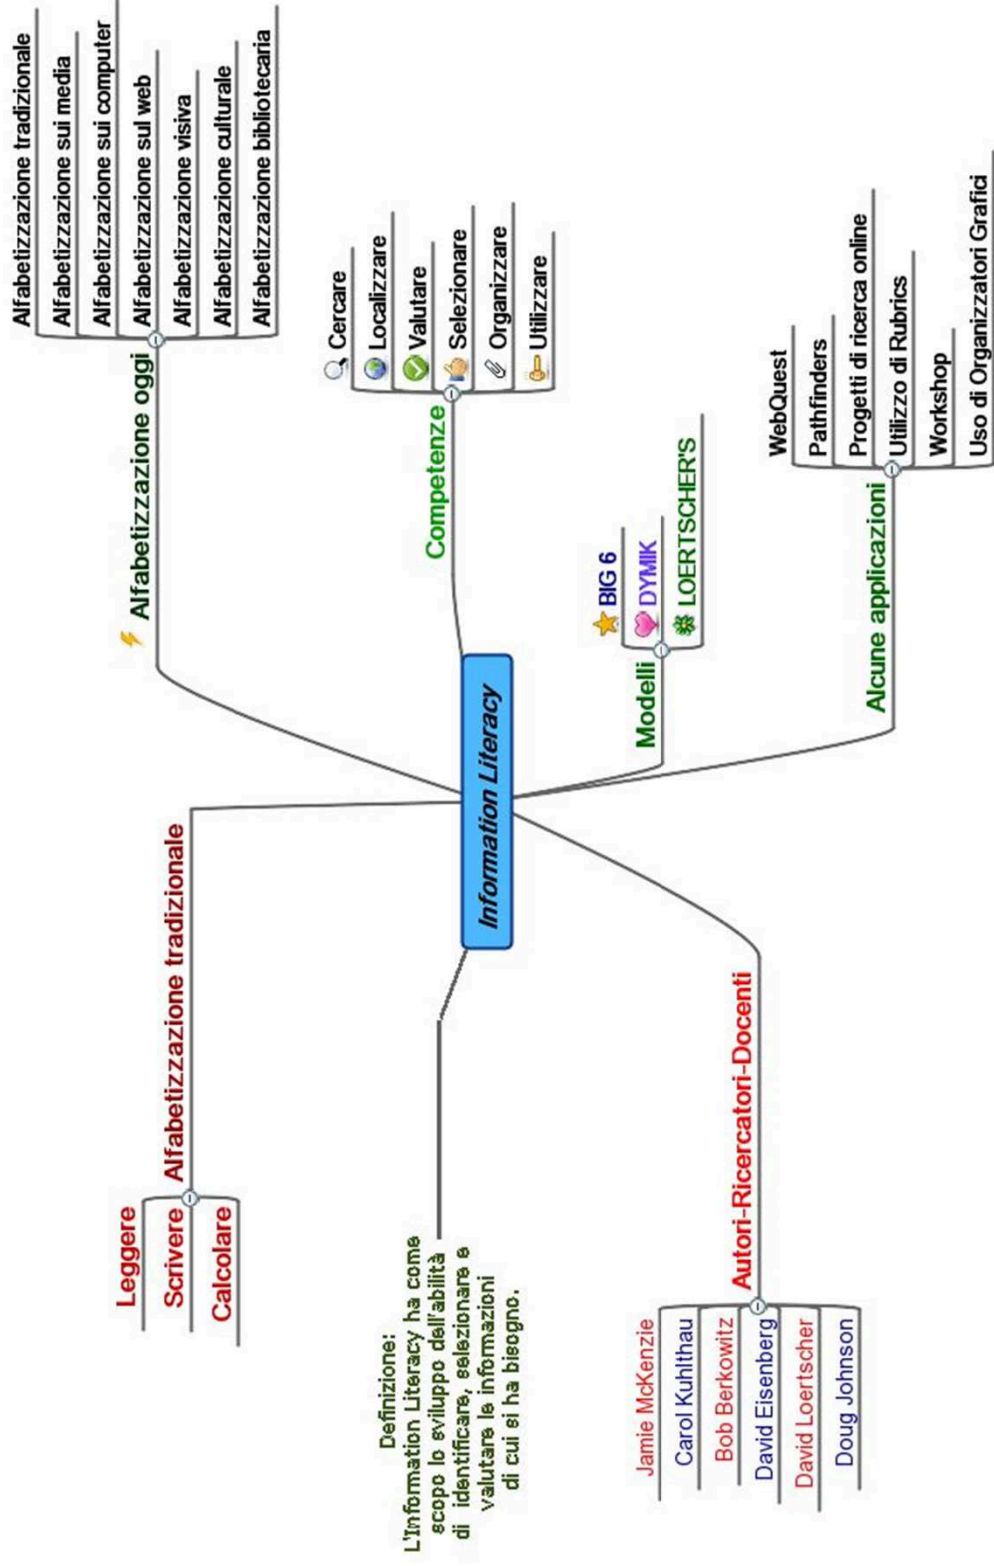 Leggere
Scrivere
Calcolare
Alfabetizzazione tradizionale
Definizione:
L'Information Literacy ha come
scopo lo sviluppo dell'abilità
di identificare, selezionare e
valutare le informazioni
di cui si ha bisogno.
Jamie McKenzie
Carol Kuhlthau
Bob Berkowitz
David Eisenberg
David Loertscher
Doug Johnson
Autori-Ricercatori-Docenti
Information Literacy
Alfabetizzazione oggi
Alfabetizzazione tradizionale
Alfabetizzazione sui media
Alfabetizzazione sui computer
Alfabetizzazione sul web
Alfabetizzazione visiva
Alfabetizzazione culturale
Alfabetizzazione bibliotecaria
Competenze
Cercare
Localizzare
Valutare
Selezionare
Organizzare
Utilizzare
Modelli
BIG 6
DYMIK
LOERTSCHER'S
Alcune applicazioni
WebQuest
Pathfinders
Progetti di ricerca online
Utilizzo di Rubrics
Workshop
Uso di Organizzatori Grafici